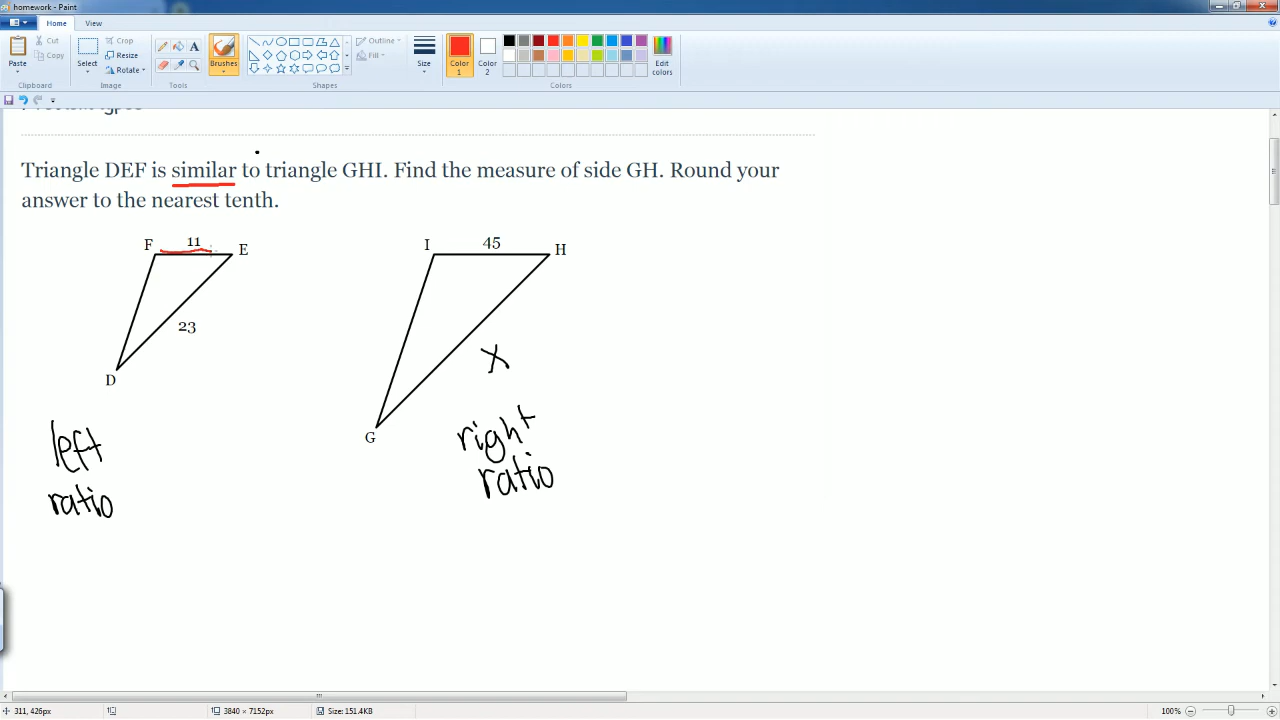 homework - Paint
Home View
Paste
Cut
Copy
Clipboard
Select
Crop
Resize
Rotate
Image
A
Tools
Brushes
Shapes
Outline
Fill
Size
Color 1
Color 2
Edit colors
Colors
Triangle DEF is similar to triangle GHI. Find the measure of side GH. Round your
answer to the nearest tenth.
F 11 E
23
D
I 45 H
x
G
left
ratio
right
ratio
311, 426px
3840 × 7152px
Size: 151.4KB
100%